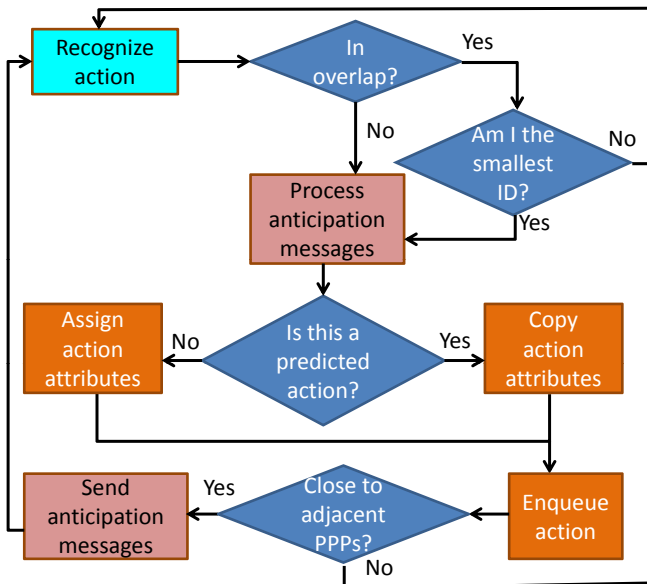 Recognize
action
In
overlap?
Yes
No
Am I the
smallest
ID?
No
Yes
Process
anticipation
messages
Is this a
predicted
action?
No
Yes
Assign
action
attributes
Copy
action
attributes
Enqueue
action
Close to
adjacent
PPPs?
Yes
No
Send
anticipation
messages